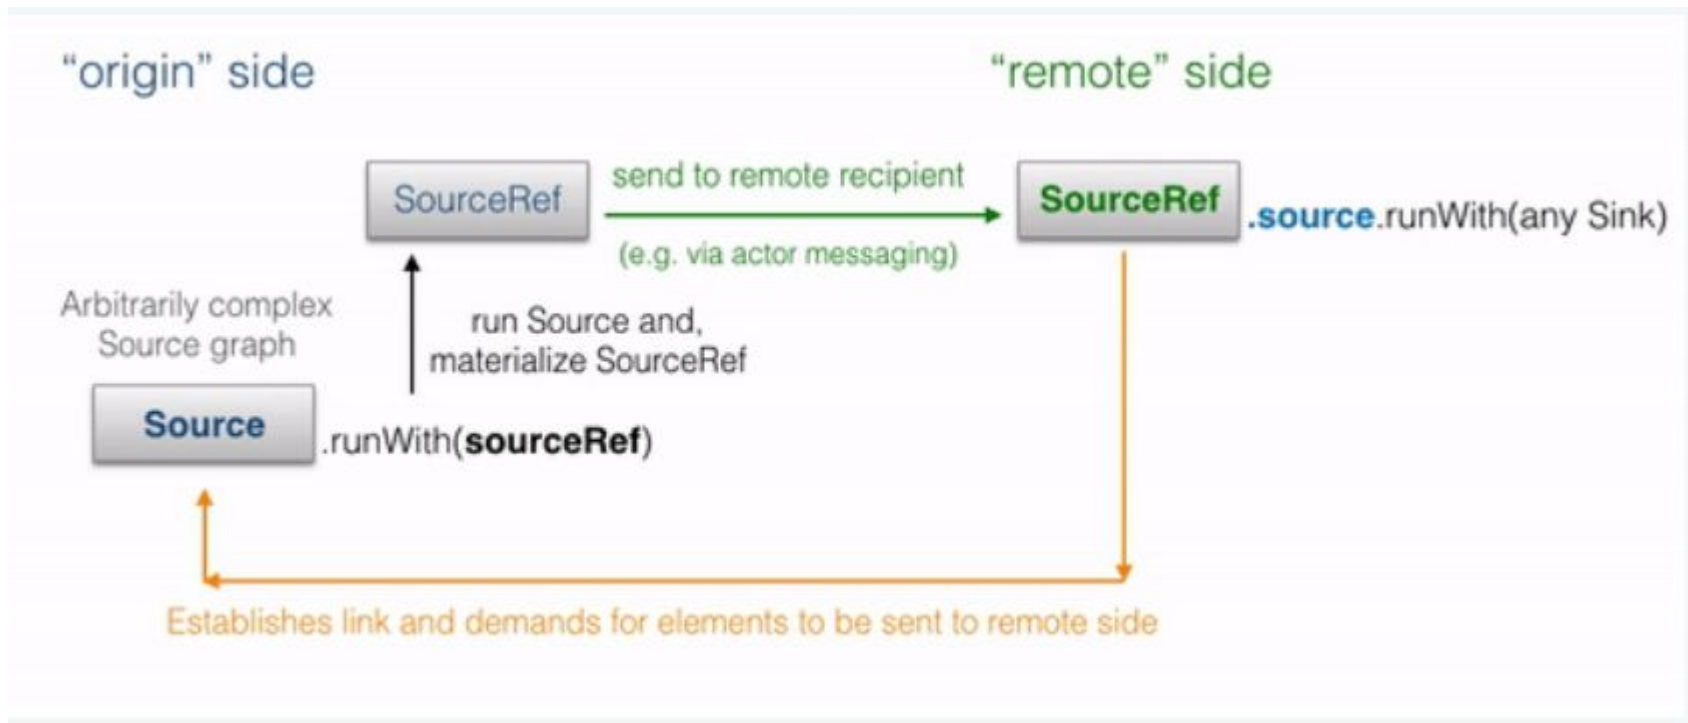 “origin” side
“remote” side
SourceRef
send to remote recipient
(e.g. via actor messaging)
SourceRef
.source.runWith(any Sink)
Arbitrarily complex
Source graph
run Source and,
materialize SourceRef
Source
.runWith(sourceRef)
Establishes link and demands for elements to be sent to remote side